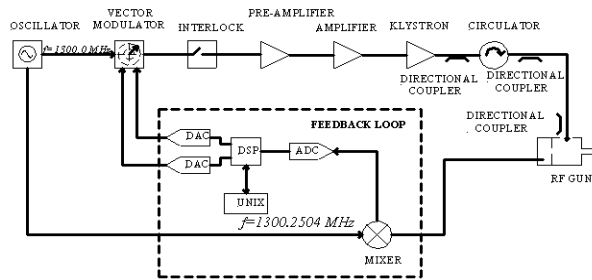 OSCILLATOR
VECTOR
MODULATOR
INTERLOCK
PRE-AMPLIFIER
AMPLIFIER
KLYSTRON
CIRCULATOR
f=1300.0 MHz
DIRECTIONAL
COUPLER
DIRECTIONAL
COUPLER
DIRECTIONAL
COUPLER
FEEDBACK LOOP
DAC
DAC
DSP
ADC
UNIX
RF GUN
f=1300.2504 MHz
MIXER